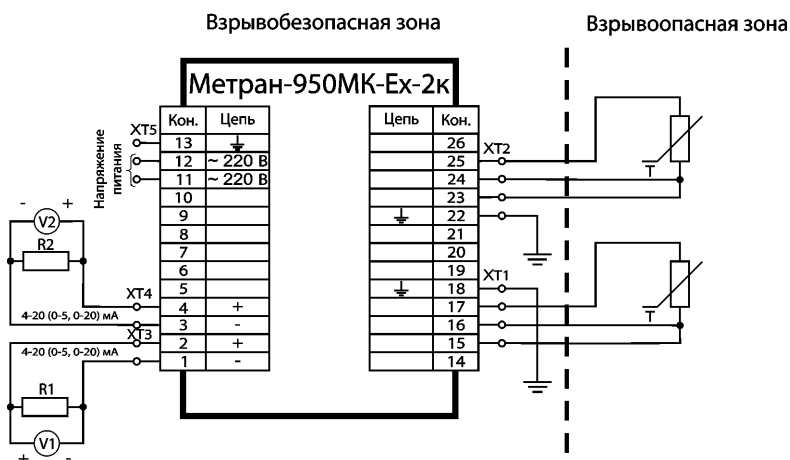 Взрывобезопасная зона
Взрывоопасная зона
Метран-950МК-Ех-2к
Кон. Цепь
Цепь Кон.
Напряжение питания
XT5
13
12 ~ 220 В
11 ~ 220 В
10
9
8
7
6
5
4 +
3 -
2 +
1 -
26
25
24
23
22
21
20
19
18
17
16
15
14
XT2
XT1
T
T
- +
V2
R2
XT4
4-20 (0-5, 0-20) мА
XT3
4-20 (0-5, 0-20) мА
R1
V1
+ -